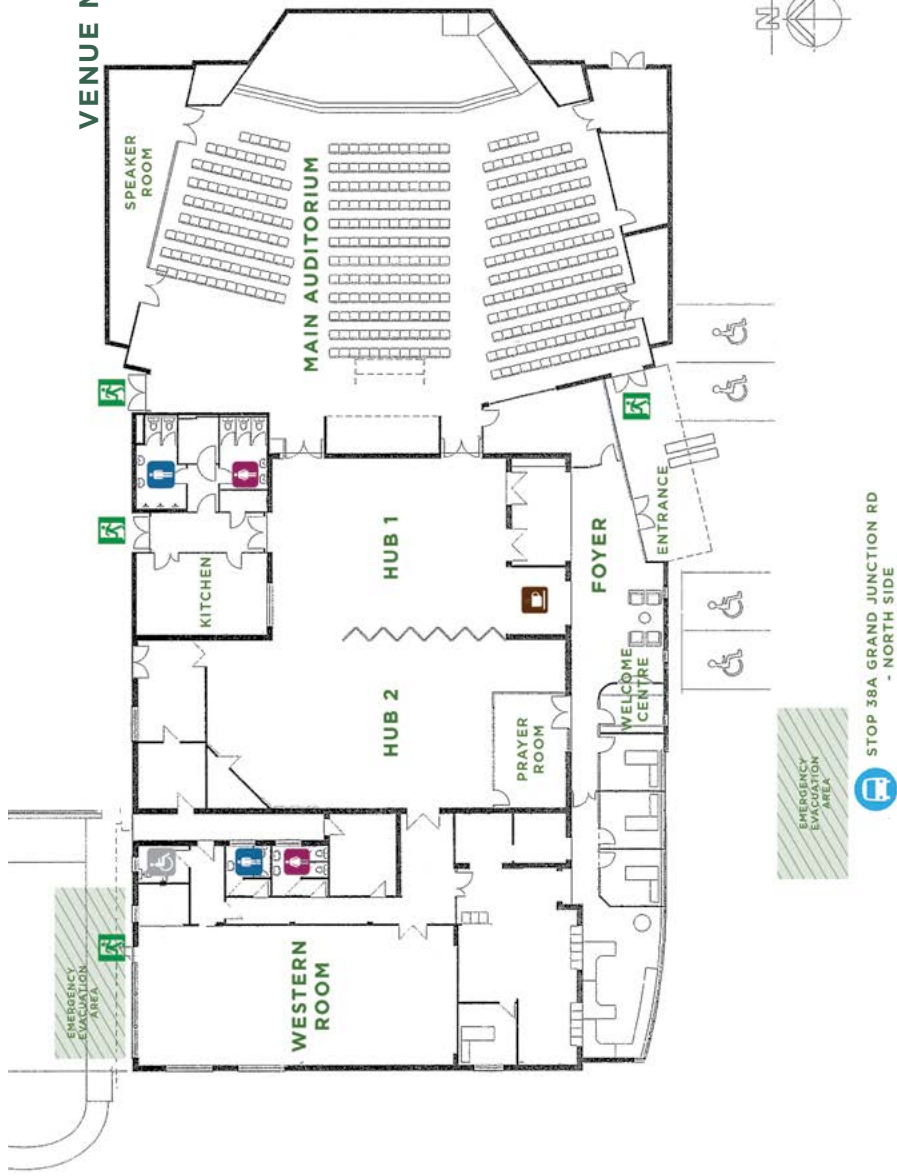 VENUE M
N
SPEAKER
ROOM
MAIN AUDITORIUM
KITCHEN
HUB 1
FOYER
ENTRANCE
HUB 2
PRAYER
ROOM
WELCOME
CENTRE
WESTERN
ROOM
EMERGENCY
EVACUATION
AREA
EMERGENCY
EVACUATION
AREA
STOP 38A GRAND JUNCTION RD
- NORTH SIDE